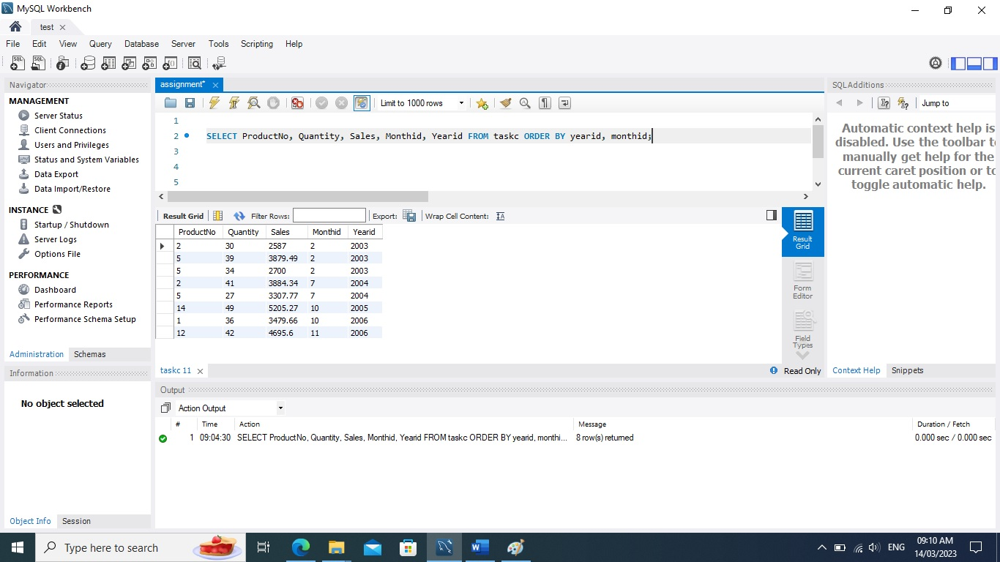 MySQL Workbench
test
File Edit View Query Database Server Tools Scripting Help
Navigator
MANAGEMENT
Server Status
Client Connections
Users and Privileges
Status and System Variables
Data Export
Data Import/Restore
INSTANCE
Startup / Shutdown
Server Logs
Options File
PERFORMANCE
Dashboard
Performance Reports
Performance Schema Setup
Administration Schemas
Information
No object selected
Object Info Session
assignment*
Limit to 1000 rows
1
2 SELECT ProductNo, Quantity, Sales, Monthid, Yearid FROM taskc ORDER BY yearid, monthid;
3
4
5
Result Grid Filter Rows: Export: Wrap Cell Content:
ProductNo Quantity Sales Monthid Yearid
2 30 2587 2 2003
5 39 3879.49 2 2003
5 34 2700 2 2003
2 41 3884.34 7 2004
5 27 3307.77 7 2004
14 49 5205.27 10 2005
1 36 3479.66 10 2006
12 42 4695.6 11 2006
Result
Grid
Form
Editor
Field
Types
taskc 11
Read Only
SQLAdditions
Jump to
Automatic context help is
disabled. Use the toolbar to
manually get help for the
current caret position or to
toggle automatic help.
Context Help Snippets
Output
Action Output
# Time Action Message Duration / Fetch
1 09:04:30 SELECT ProductNo, Quantity, Sales, Monthid, Yearid FROM taskc ORDER BY yearid, monthi... 8 row(s) returned 0.000 sec / 0.000 sec
Type here to search
ENG
09:10 AM
14/03/2023